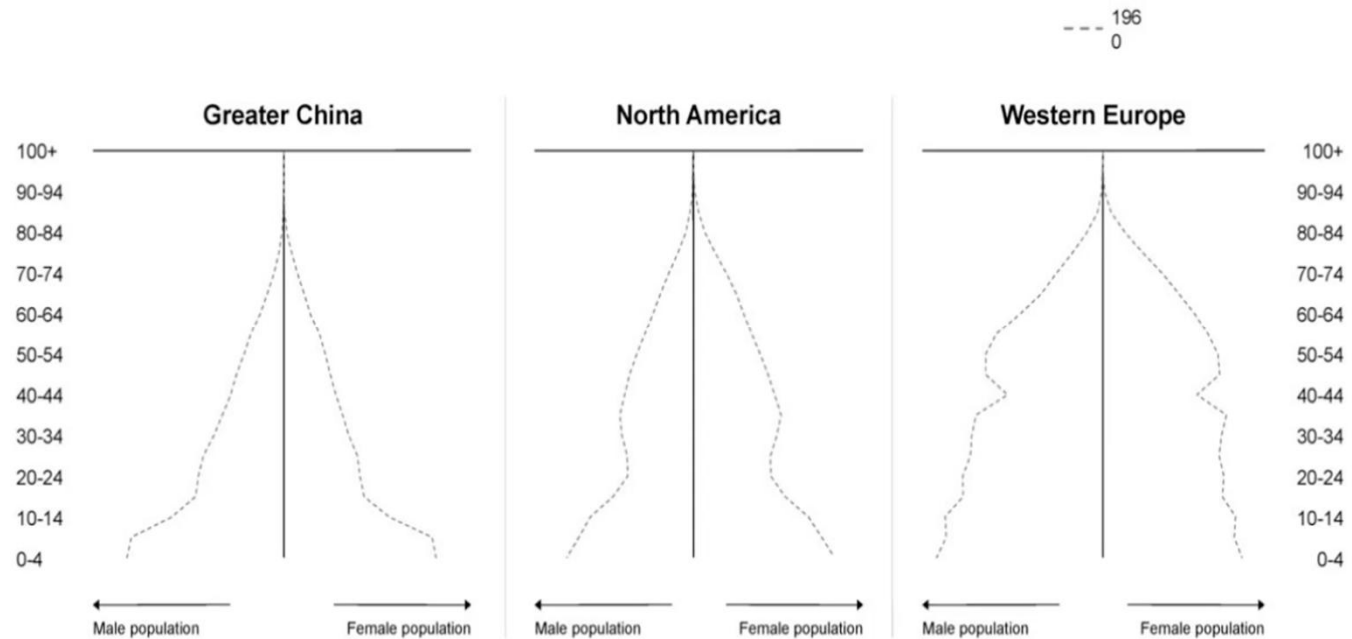 196
0
Greater China
North America
Western Europe
100+
90-94
80-84
70-74
60-64
50-54
40-44
30-34
20-24
10-14
0-4
100+
90-94
80-84
70-74
60-64
50-54
40-44
30-34
20-24
10-14
0-4
Male population
Female population
Male population
Female population
Male population
Female population